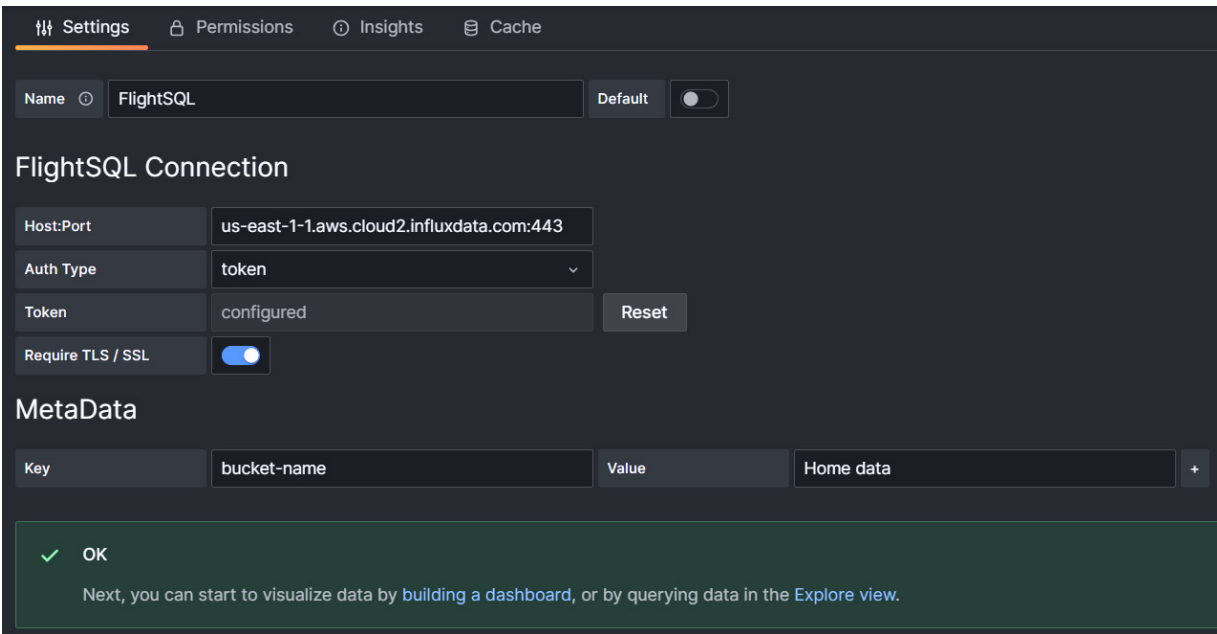 Settings Permissions Insights Cache
Name FlightSQL Default
FlightSQL Connection
Host:Port us-east-1-1.aws.cloud2.influxdata.com:443
Auth Type token
Token configured Reset
Require TLS / SSL
MetaData
Key bucket-name Value Home data +
OK
Next, you can start to visualize data by building a dashboard, or by querying data in the Explore view.